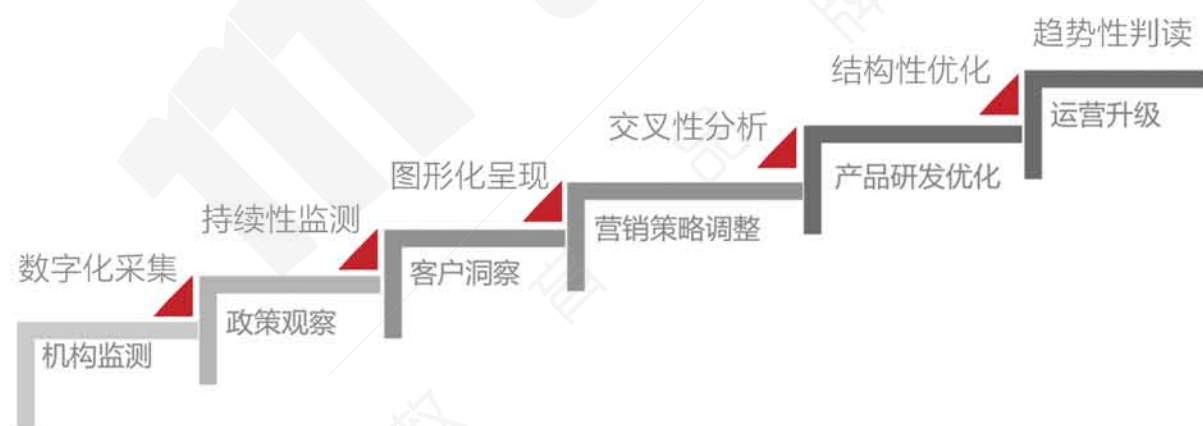 趋势性判读
结构性优化
运营升级
交叉性分析
产品研发优化
图形化呈现
营销策略调整
持续性监测
客户洞察
数字化采集
政策观察
机构监测